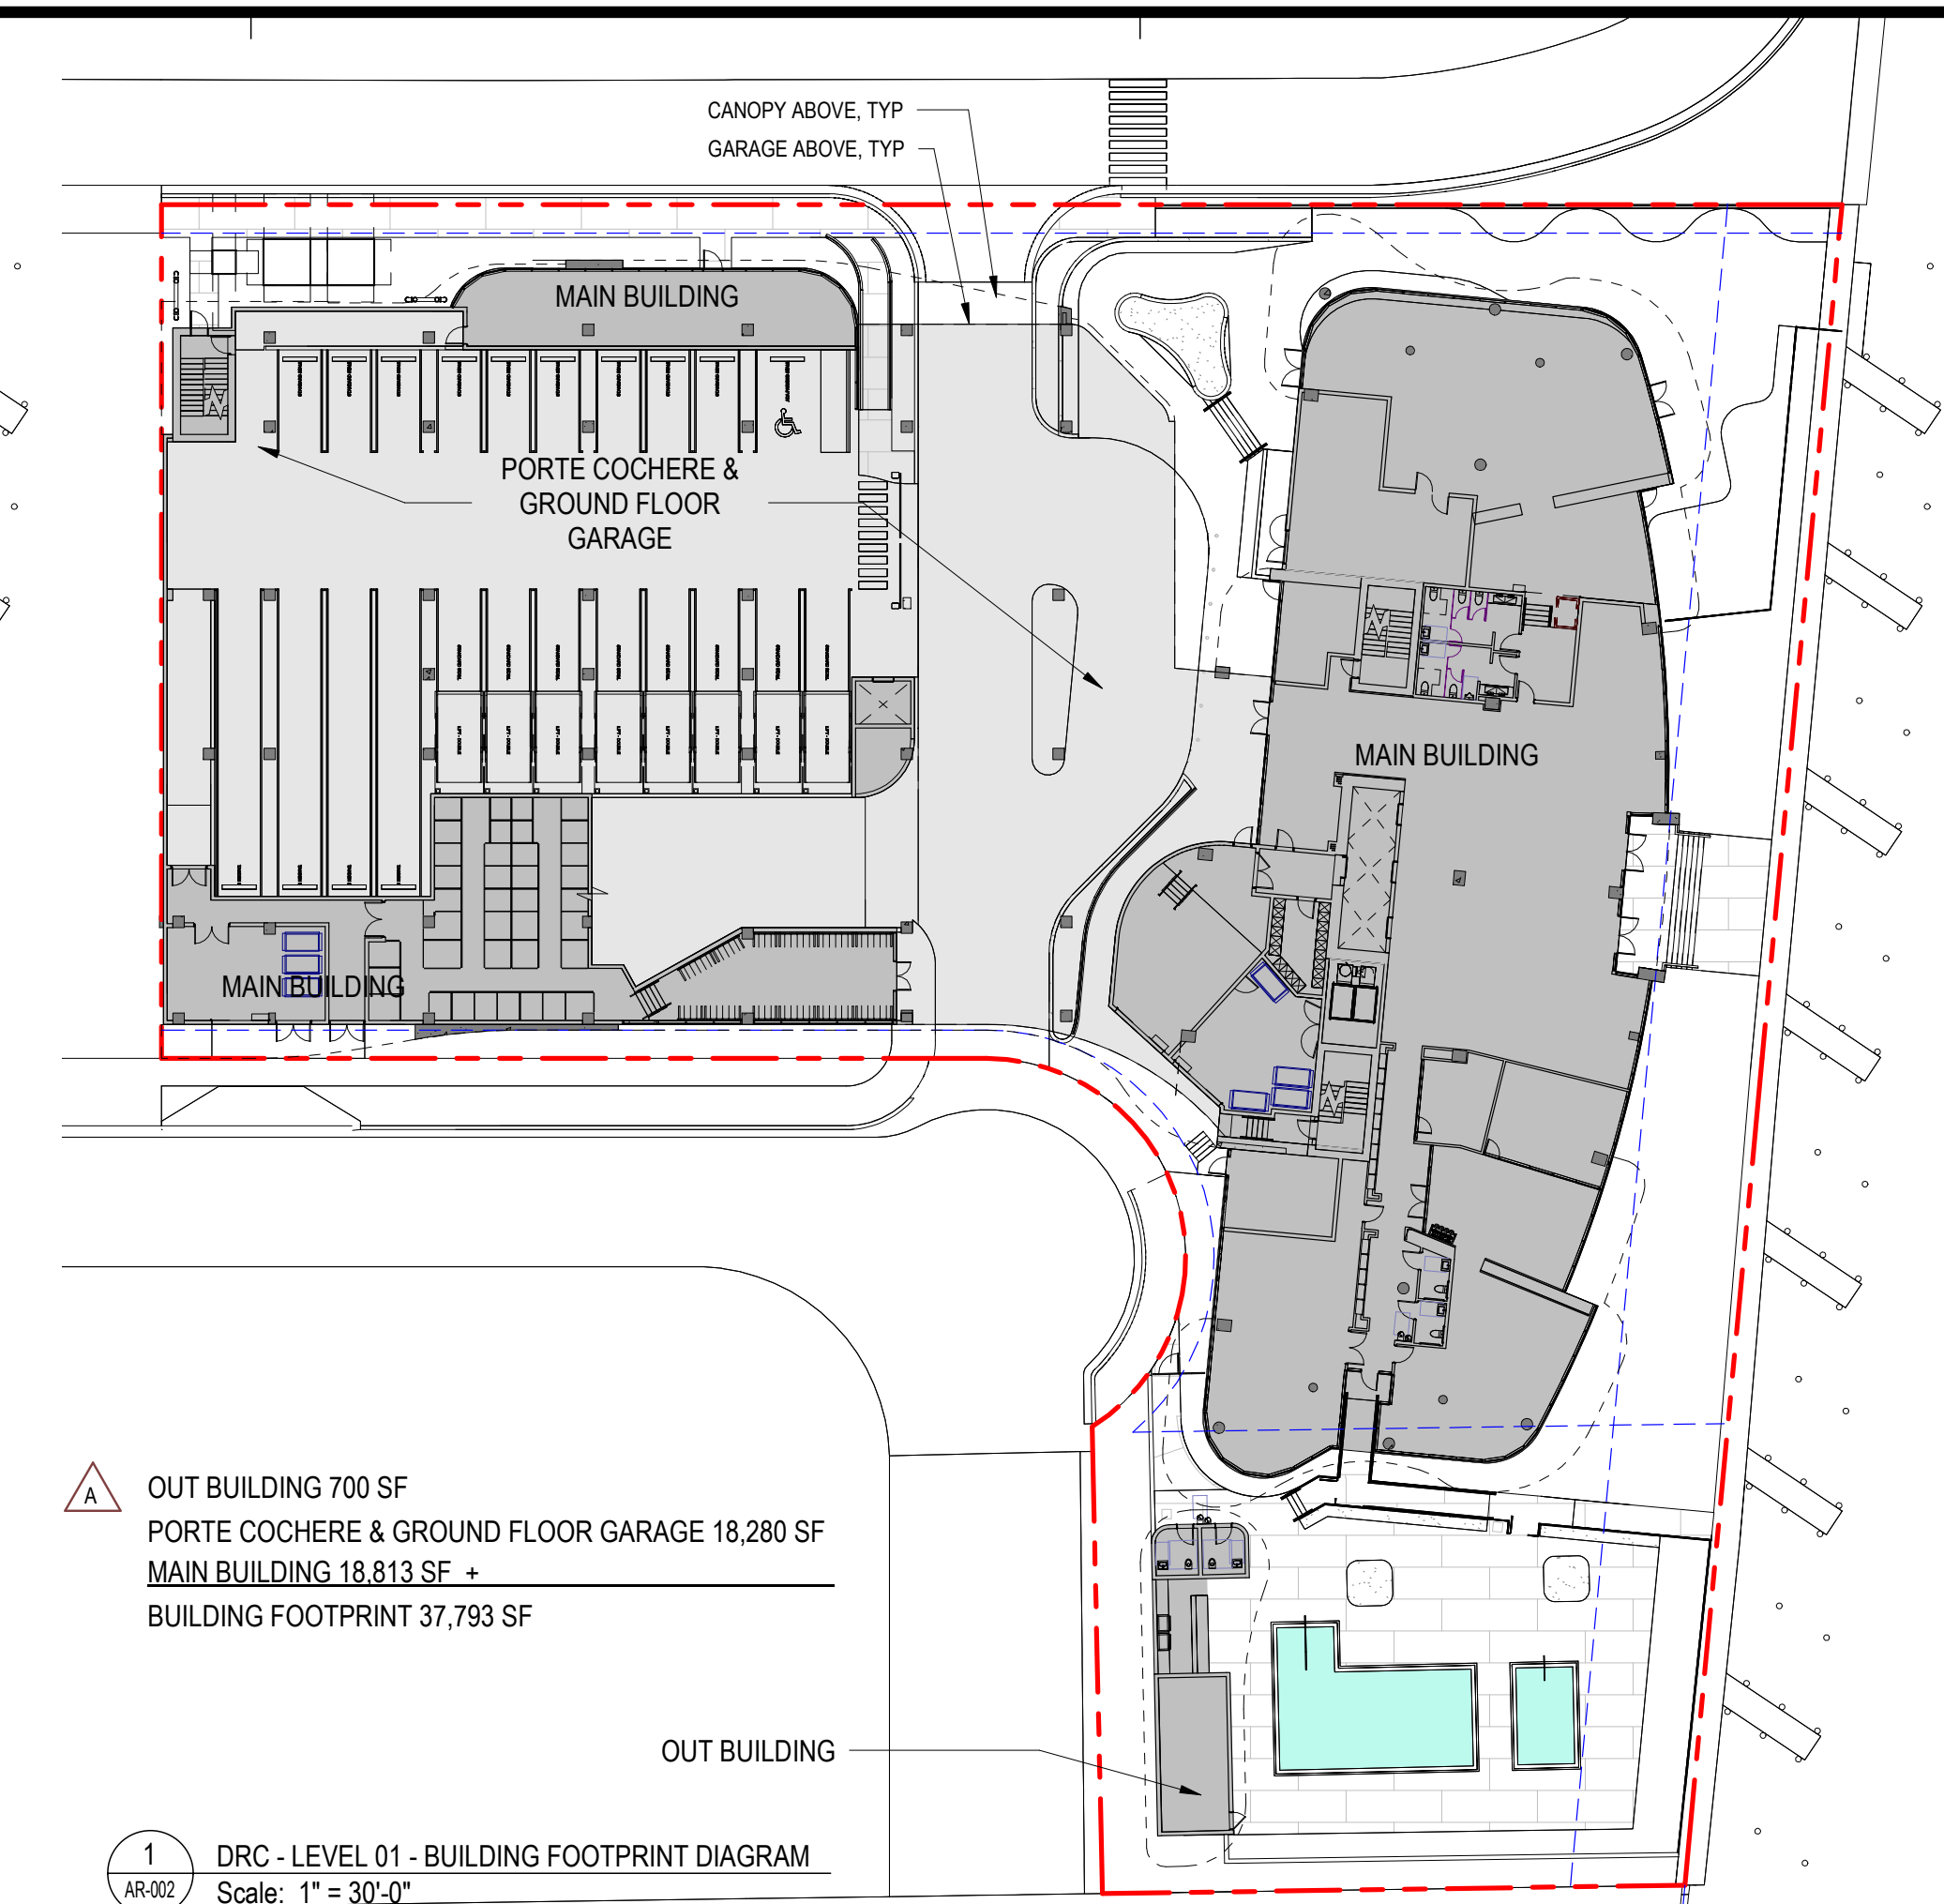 CANOPY ABOVE, TYP
GARAGE ABOVE, TYP
MAIN BUILDING
PORTE COCHERE &
GROUND FLOOR
GARAGE
MAIN BUILDING
MAIN BUILDING
A
OUT BUILDING 700 SF
PORTE COCHERE & GROUND FLOOR GARAGE 18,280 SF
MAIN BUILDING 18,813 SF +
BUILDING FOOTPRINT 37,793 SF
OUT BUILDING
1
AR-002
DRC - LEVEL 01 - BUILDING FOOTPRINT DIAGRAM
Scale: 1" = 30'-0"